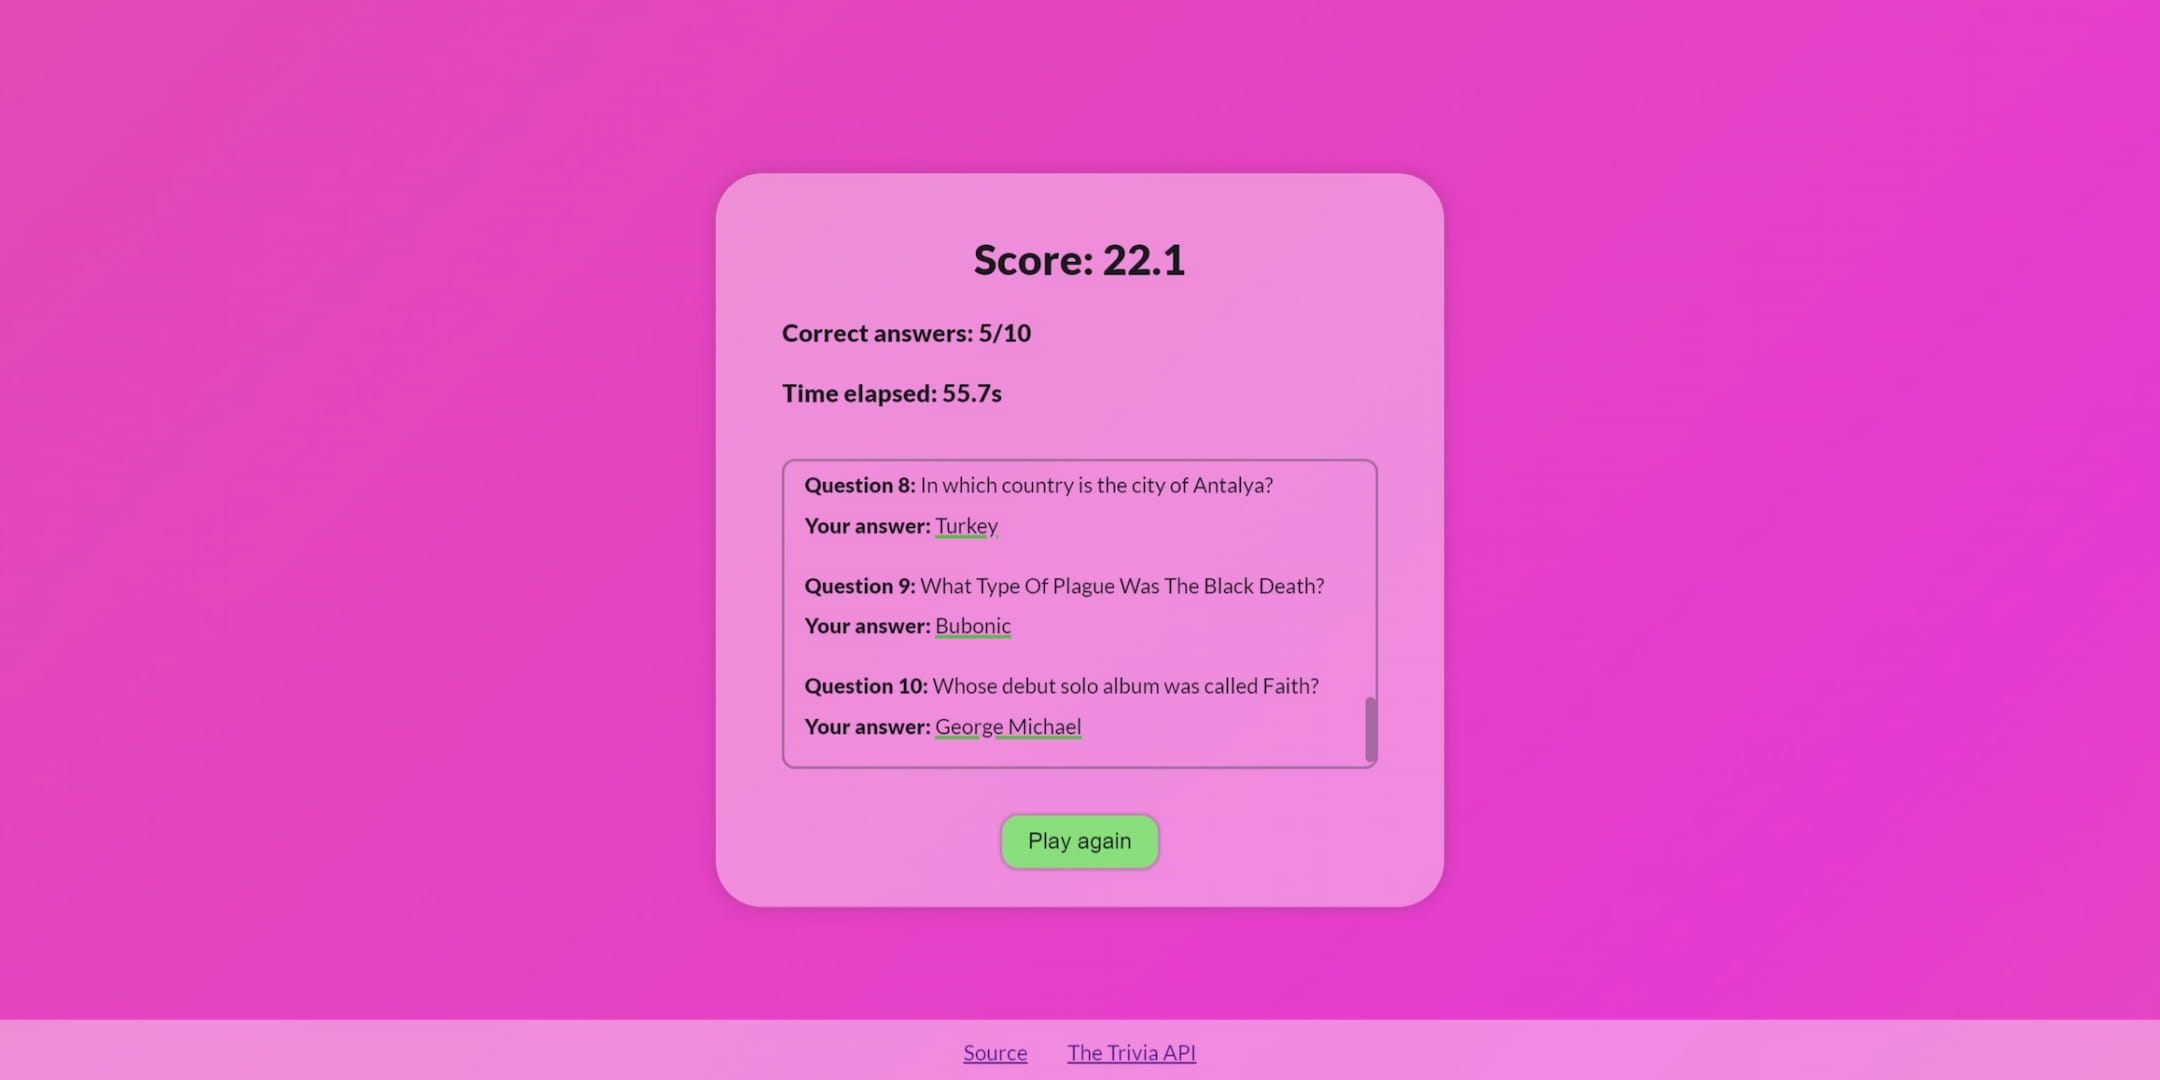 Score: 22.1
Correct answers: 5/10
Time elapsed: 55.7s
Question 8: In which country is the city of Antalya?
Your answer: Turkey
Question 9: What Type Of Plague Was The Black Death?
Your answer: Bubonic
Question 10: Whose debut solo album was called Faith?
Your answer: George Michael
Play again
Source The Trivia API